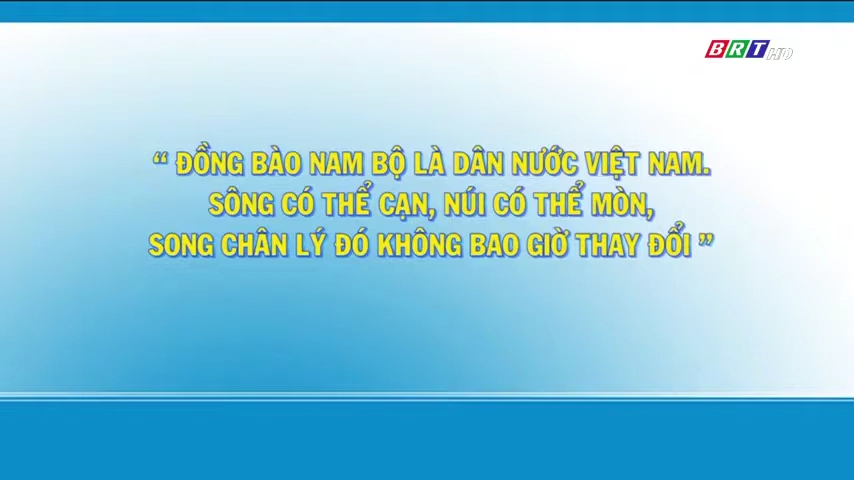 BRT HD
“ ĐỒNG BÀO NAM BỘ LÀ DÂN NƯỚC VIỆT NAM.
SÔNG CÓ THỂ CẠN, NÚI CÓ THỂ MÒN,
SONG CHÂN LÝ ĐÓ KHÔNG BAO GIỜ THAY ĐỔI ”